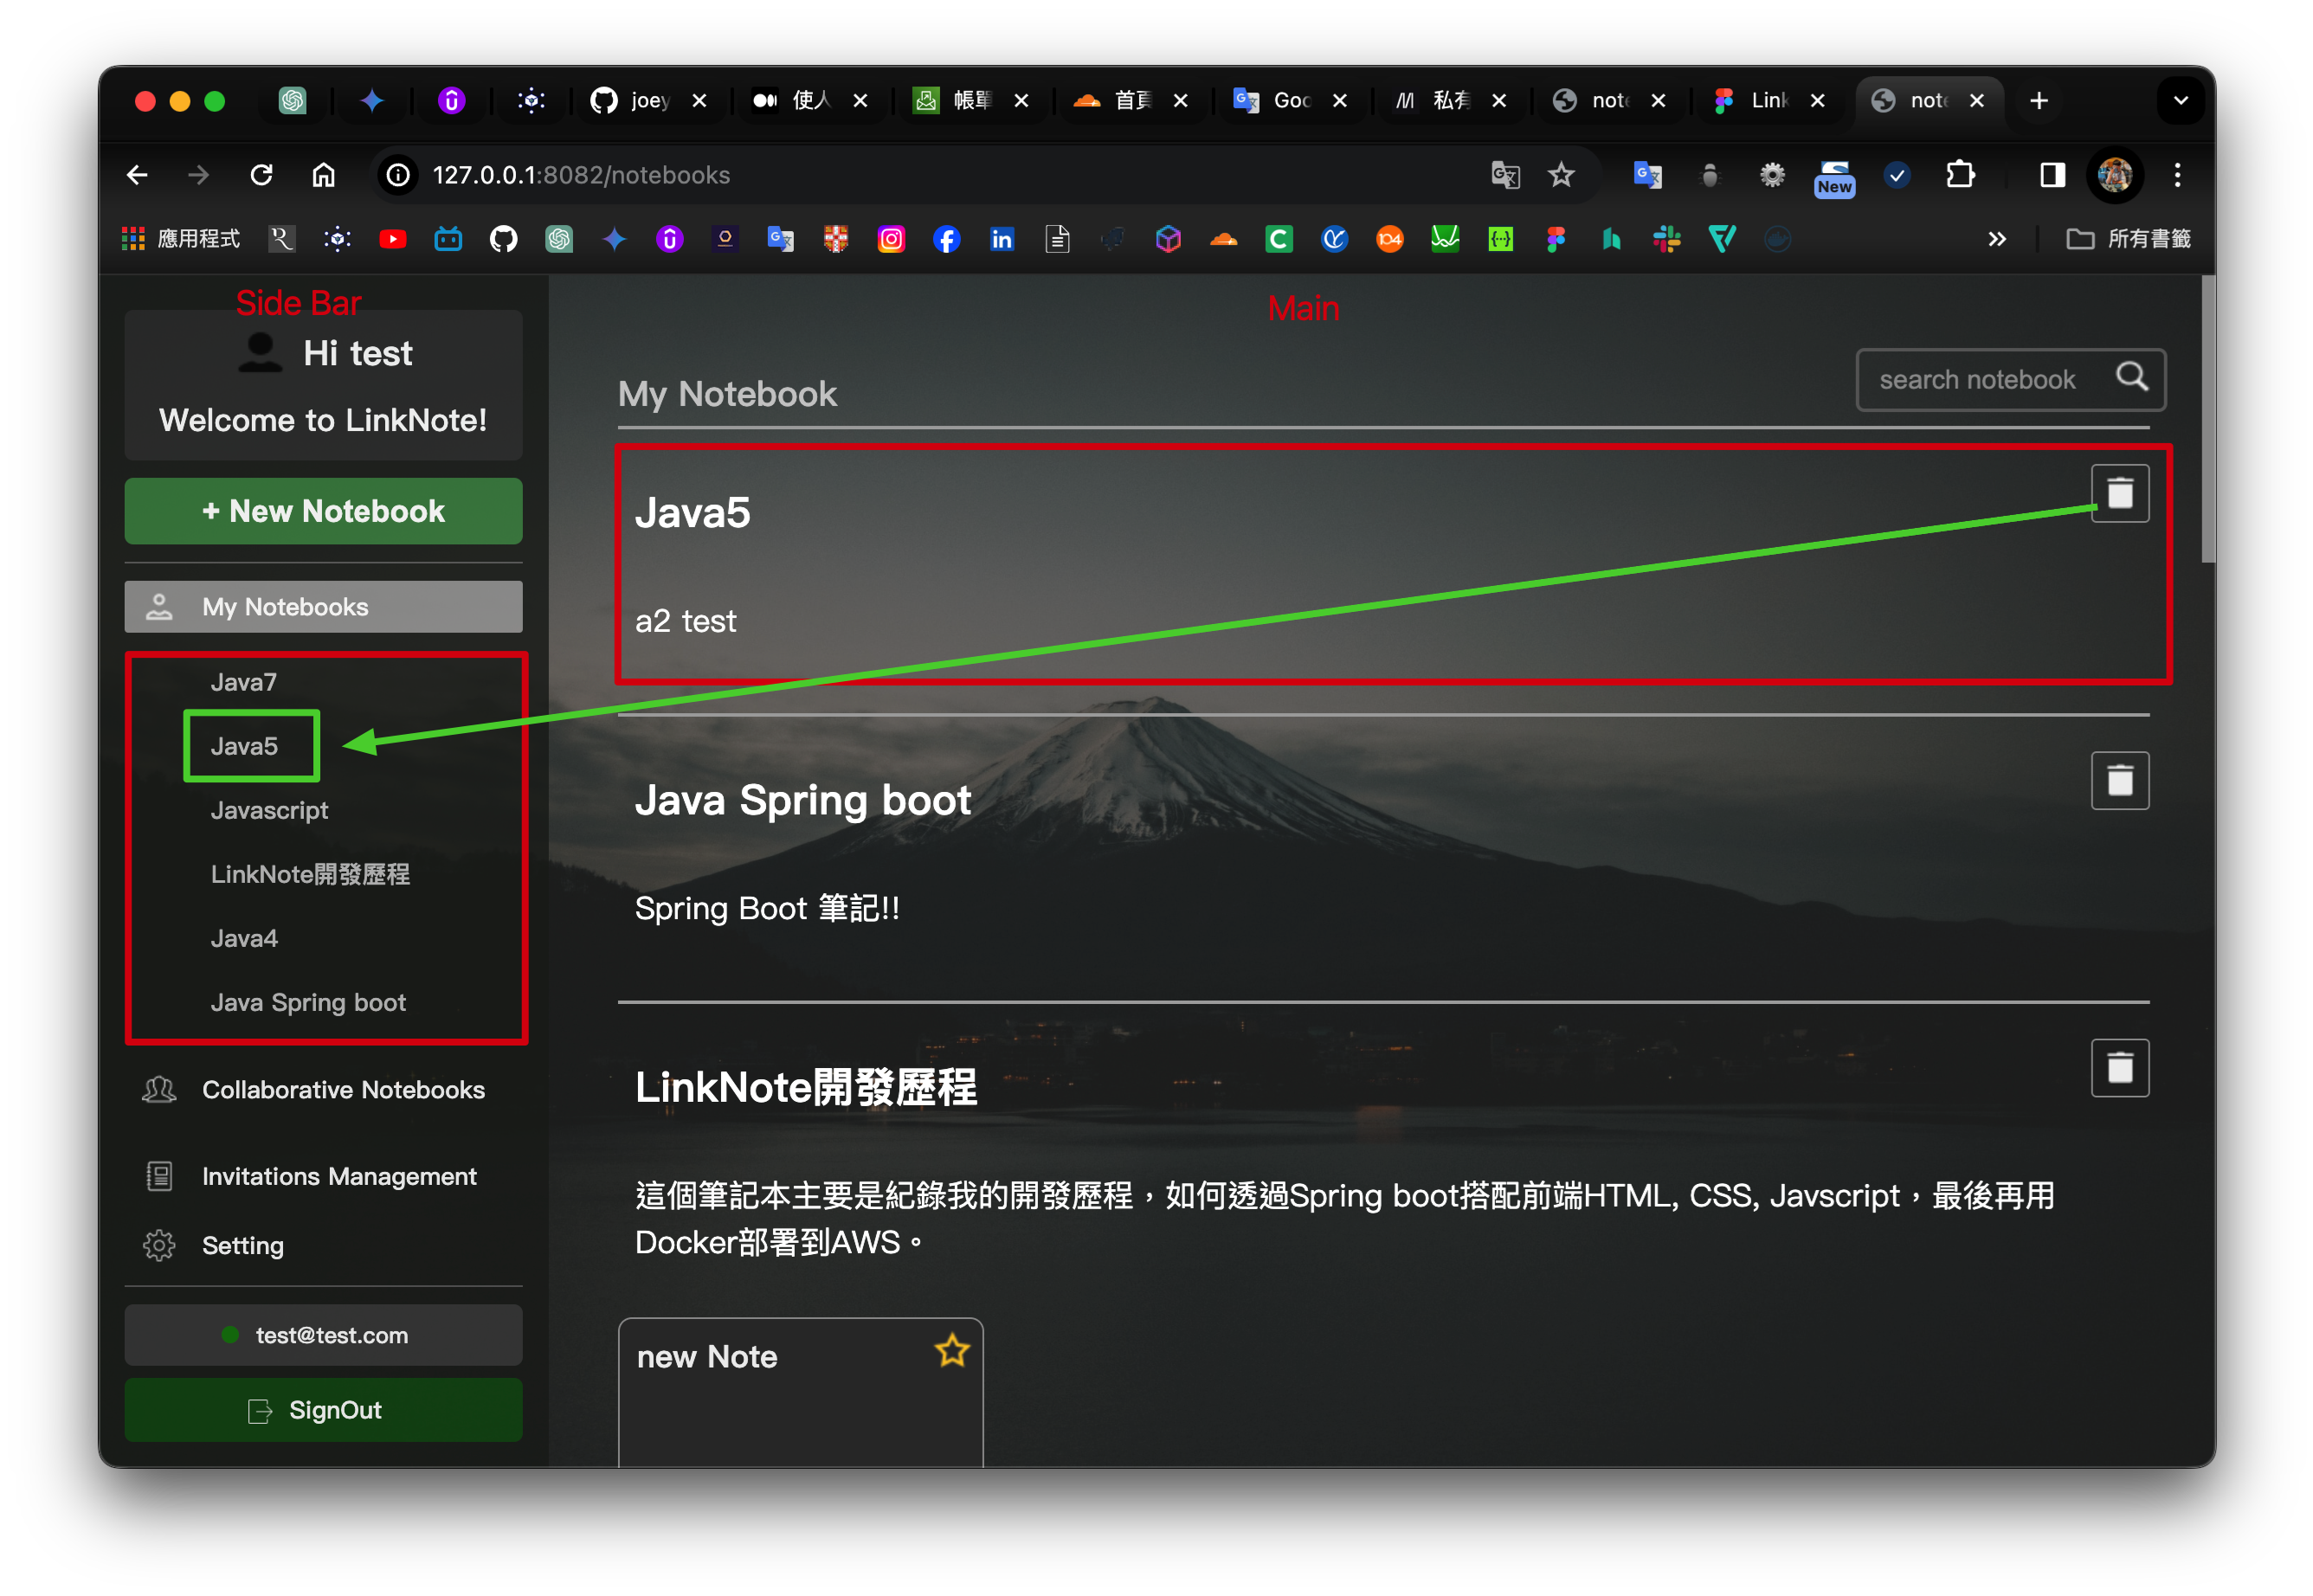 joey
使人
帳單
首頁
Goo
私有
note
Link
note
127.0.0.1:8082/notebooks
New
應用程式
104
所有書籤
Side Bar
Main
Hi test
Welcome to LinkNote!
+ New Notebook
My Notebooks
Java7
Java5
Javascript
LinkNote開發歷程
Java4
Java Spring boot
Collaborative Notebooks
Invitations Management
Setting
test@test.com
SignOut
My Notebook
search notebook
Java5
a2 test
Java Spring boot
Spring Boot 筆記!!
LinkNote開發歷程
這個筆記本主要是紀錄我的開發歷程，如何透過Spring boot搭配前端HTML, CSS, Javscript，最後再用
Docker部署到AWS。
new Note